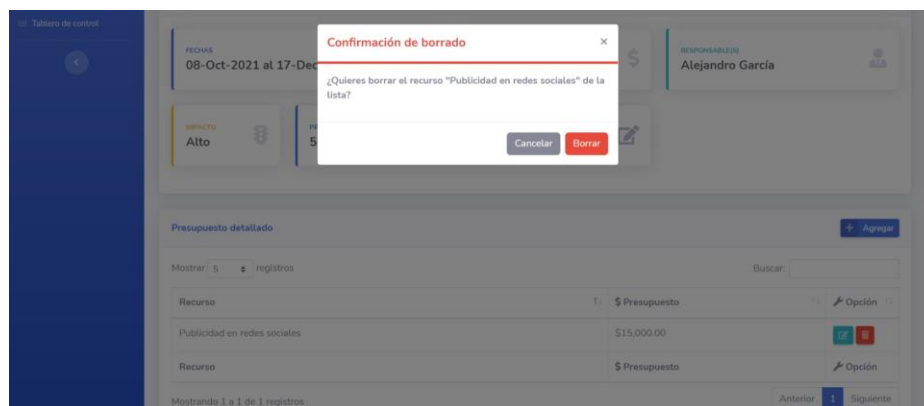 Tablero de control
Confirmación de borrado ×
¿Quieres borrar el recurso "Publicidad en redes sociales" de la
lista?
Cancelar Borrar
FECHAS
08-Oct-2021 al 17-Dec
RESPONSABLE(S)
Alejandro García
IMPACTO
Alto
5
Presupuesto detallado
+ Agregar
Mostrar 5 registros
Buscar:
Recurso $ Presupuesto Opción
Publicidad en redes sociales $15,000.00
Recurso $ Presupuesto Opción
Mostrando 1 a 1 de 1 registros
Anterior 1 Siguiente